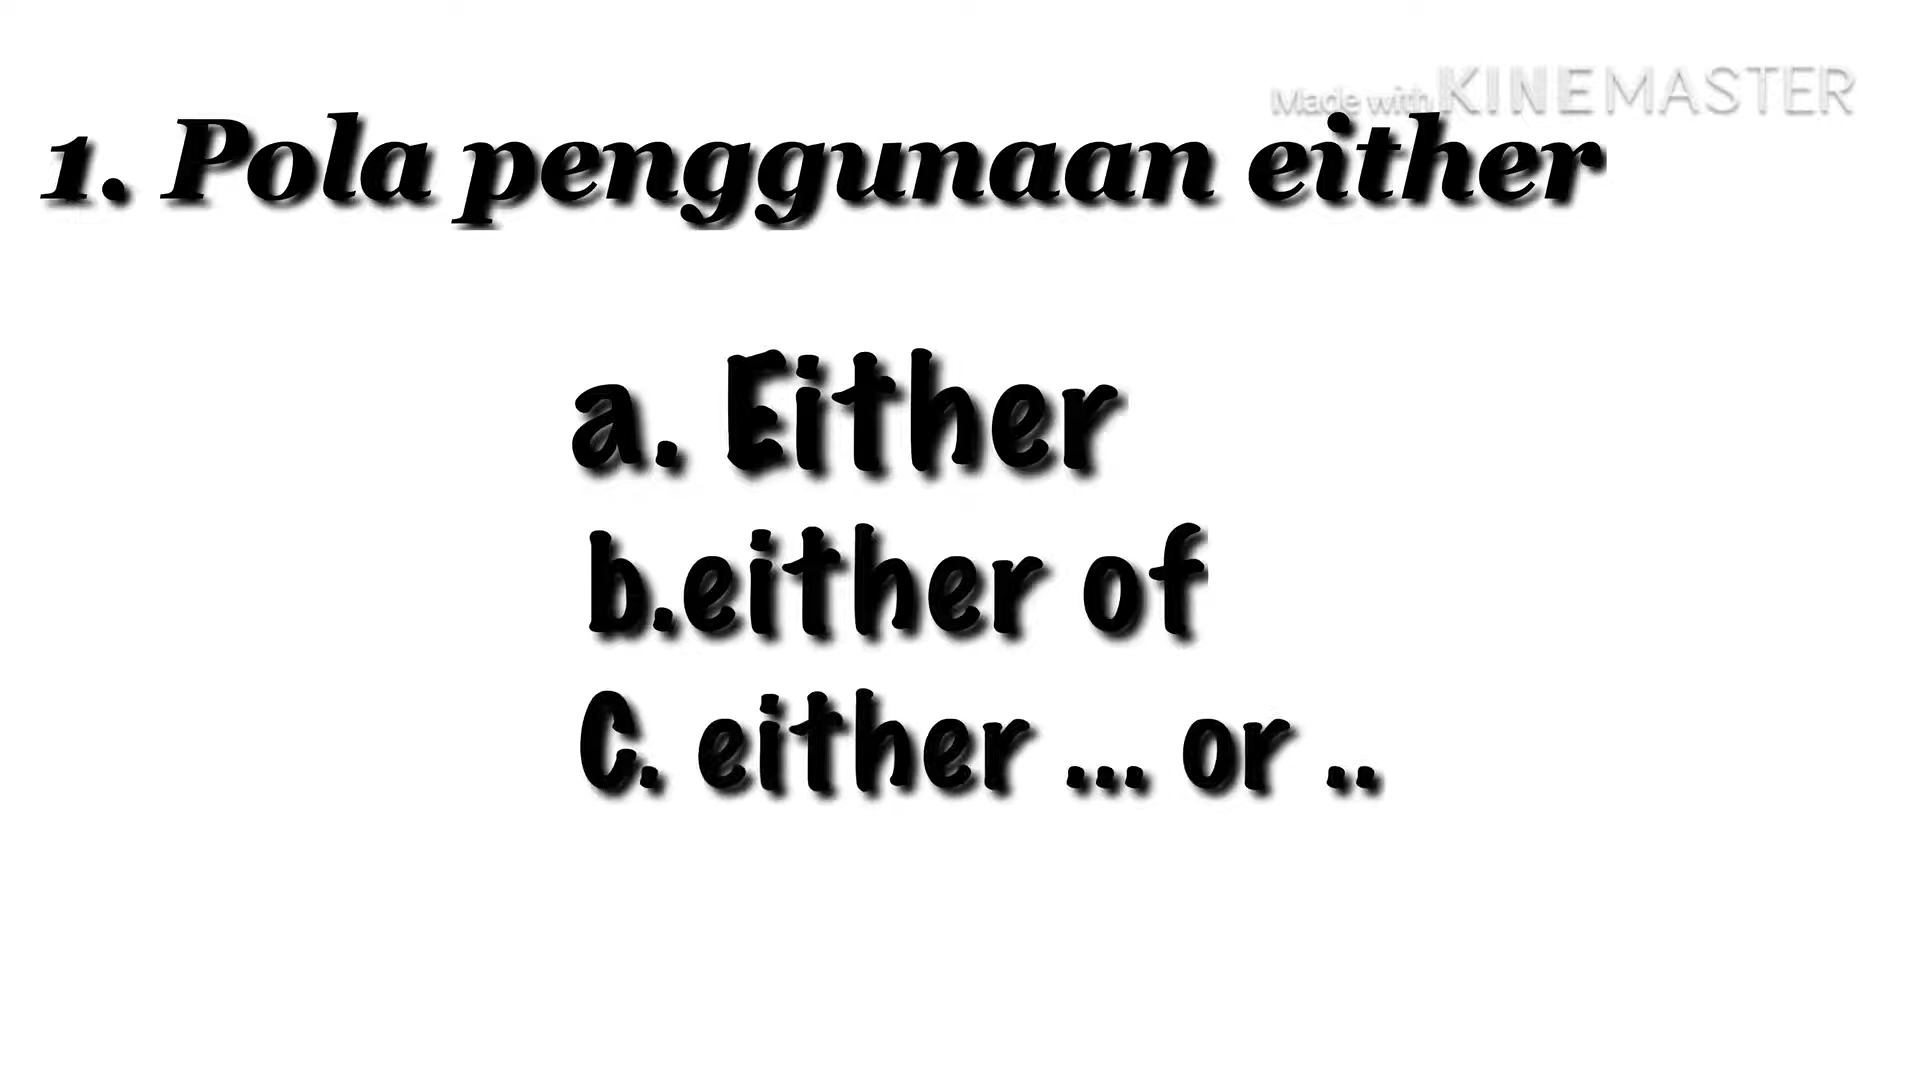 Made with KINEMASTER
1. Pola penggunaan either
a. Either
b.either of
C. either ... or ..